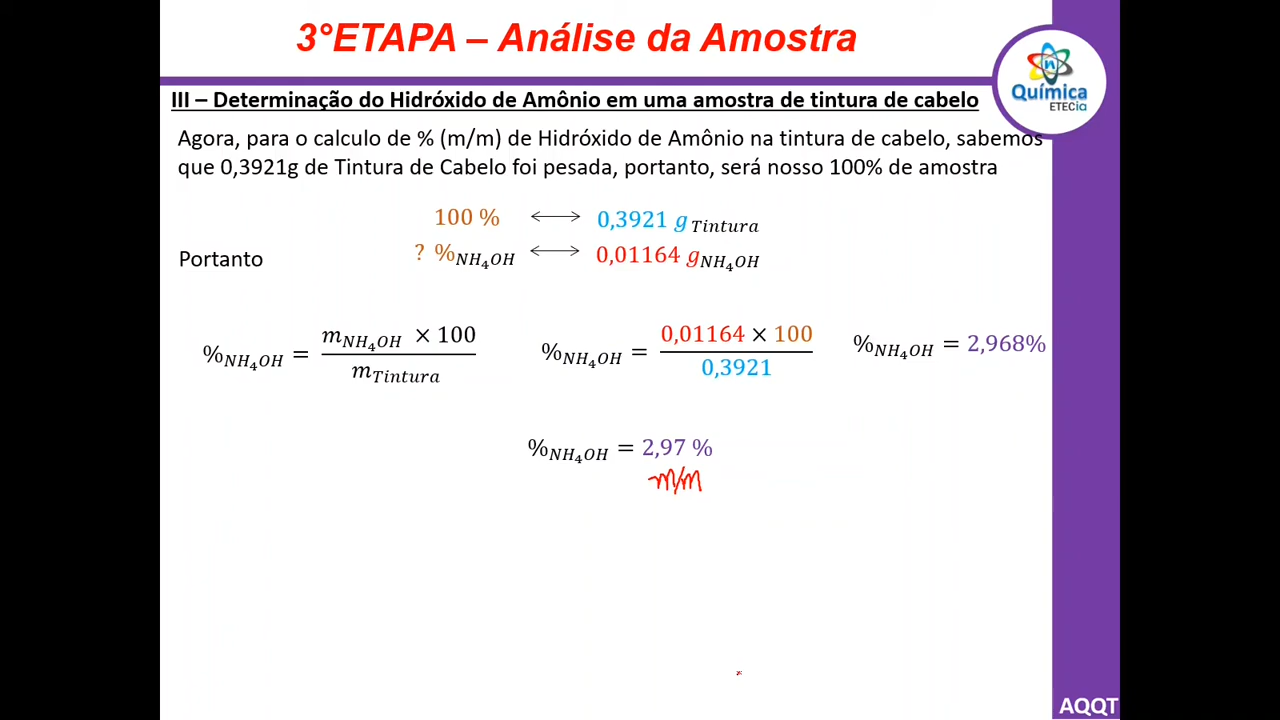 3°ETAPA – Análise da Amostra
n
Química
ETECia
III – Determinação do Hidróxido de Amônio em uma amostra de tintura de cabelo
Agora, para o calculo de % (m/m) de Hidróxido de Amônio na tintura de cabelo, sabemos
que 0,3921g de Tintura de Cabelo foi pesada, portanto, será nosso 100% de amostra
100 % ⟷ 0,3921 g Tintura
Portanto
? % NH₄OH ⟷ 0,01164 g NH₄OH
% NH₄OH = m NH₄OH × 100 / m Tintura
% NH₄OH = 0,01164 × 100 / 0,3921
% NH₄OH = 2,968%
% NH₄OH = 2,97 %
m/m
AQQT